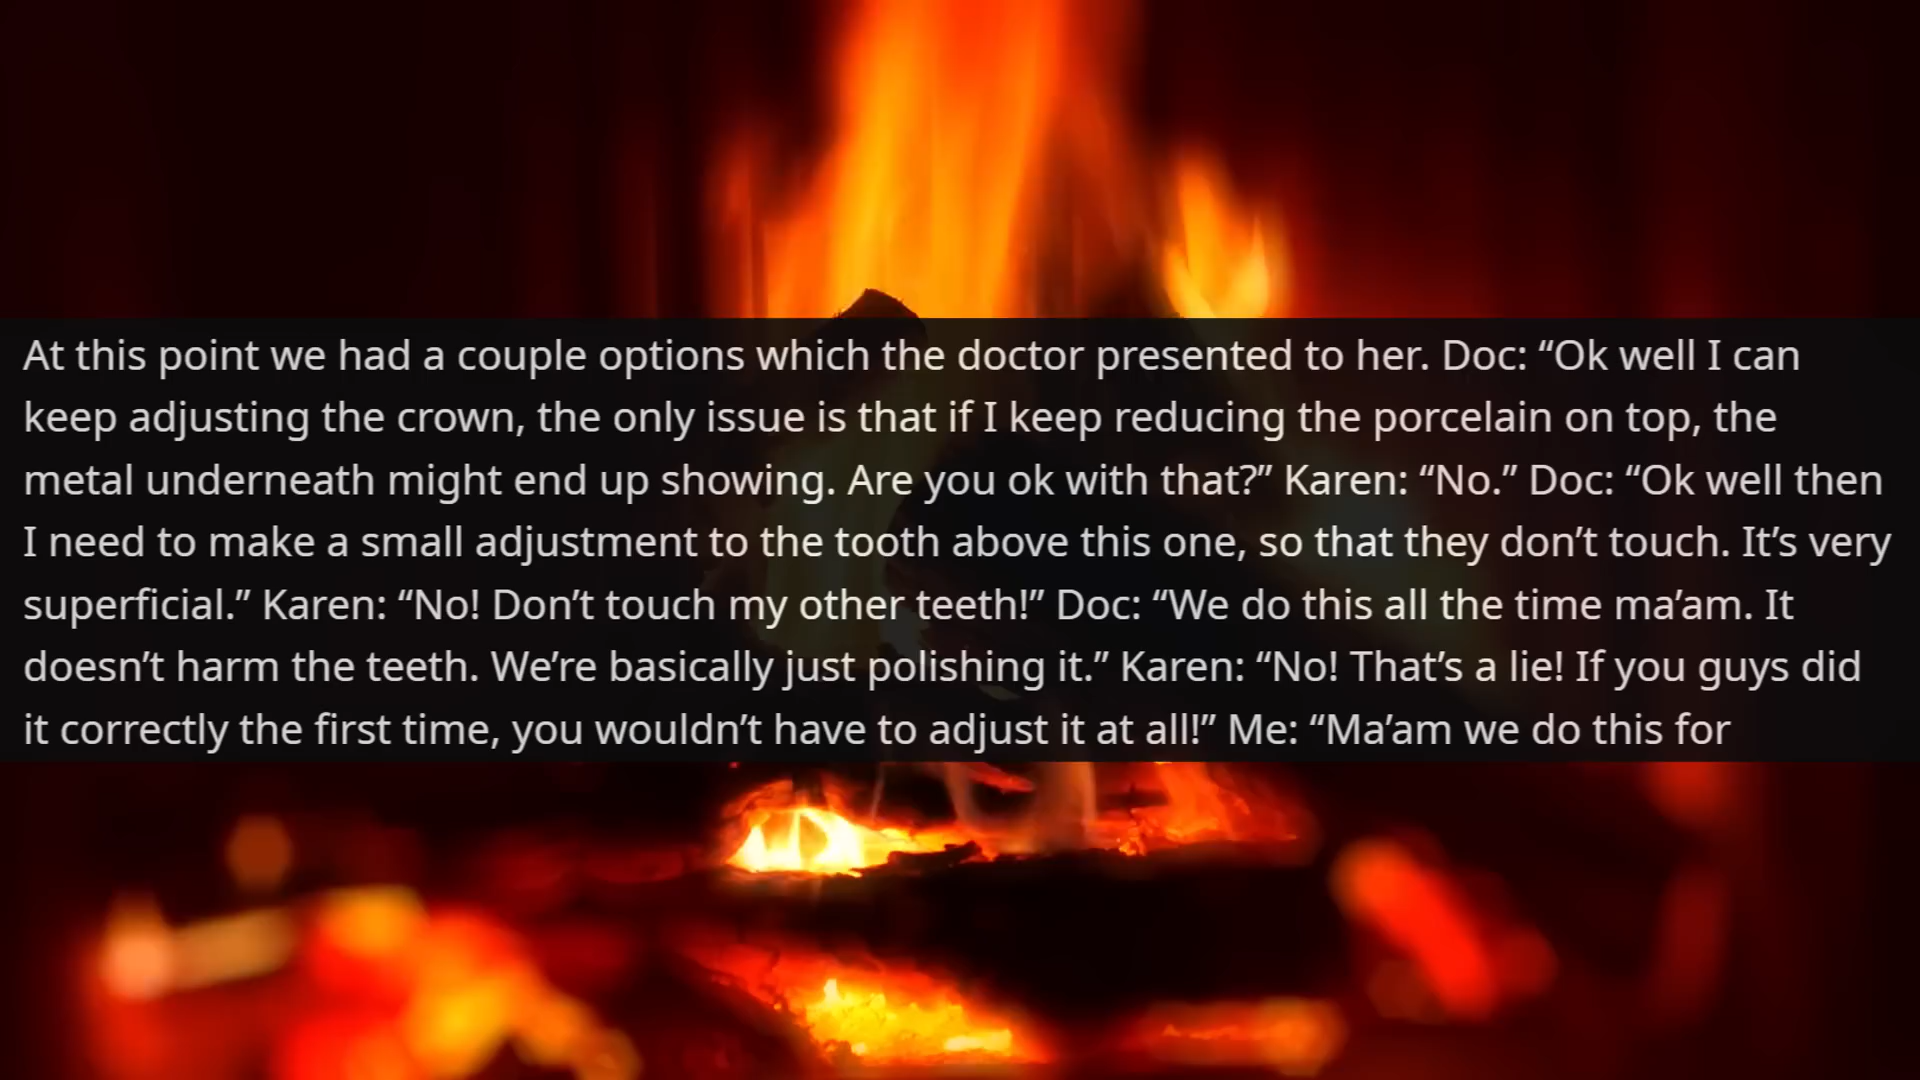 At this point we had a couple options which the doctor presented to her. Doc: “Ok well I can
keep adjusting the crown, the only issue is that if I keep reducing the porcelain on top, the
metal underneath might end up showing. Are you ok with that?” Karen: “No.” Doc: “Ok well then
I need to make a small adjustment to the tooth above this one, so that they don’t touch. It’s very
superficial.” Karen: “No! Don’t touch my other teeth!” Doc: “We do this all the time ma’am. It
doesn’t harm the teeth. We’re basically just polishing it.” Karen: “No! That’s a lie! If you guys did
it correctly the first time, you wouldn’t have to adjust it at all!” Me: “Ma’am we do this for